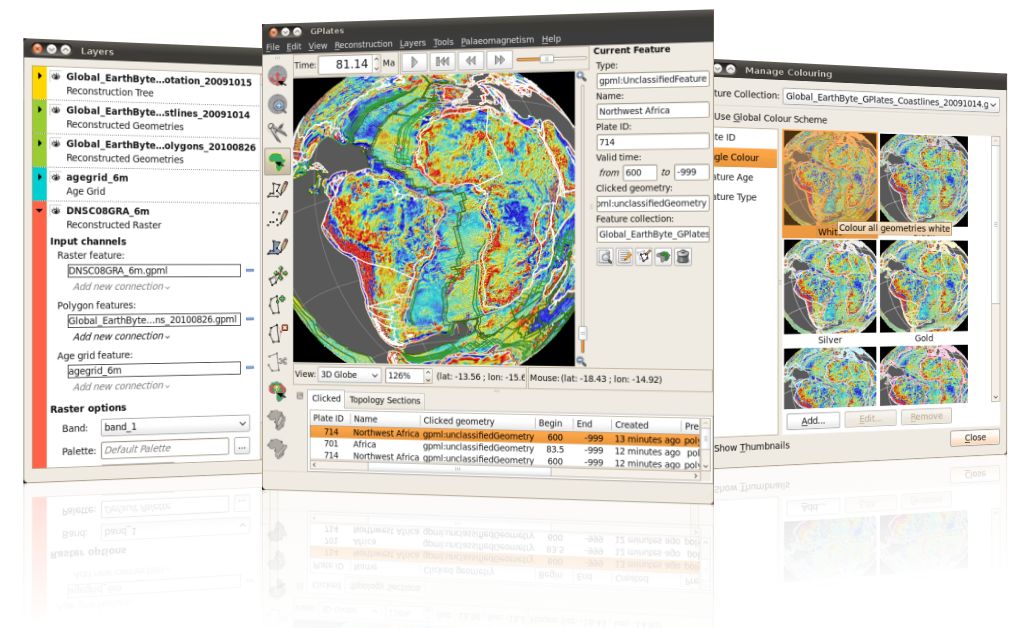 Layers
Global_EarthByte...otation_20091015
Reconstruction Tree
Global_EarthByte...stlines_20091014
Reconstructed Geometries
Global_EarthByte...olygons_20100826
Reconstructed Geometries
agegrid_6m
Age Grid
DNSC08GRA_6m
Reconstructed Raster
Input channels
Raster feature:
DNSC08GRA_6m.gpml
Add new connection
Polygon features:
Global_EarthByte...ns_20100826.gpml
Add new connection
Age grid feature:
agegrid_6m
Add new connection
Raster options
Band: band_1
Palette: Default Palette ...
GPlates
File Edit View Reconstruction Layers Tools Palaeomagnetism Help
Time: 81.14 Ma
Current Feature
Type:
gpml:UnclassifiedFeature
Name:
Northwest Africa
Plate ID:
714
Valid time:
from 600 to -999
Clicked geometry:
gpml:unclassifiedGeometry
Feature collection:
Global_EarthByte_GPlates
View: 3D Globe 126% (lat: -13.56 ; lon: -15.6 Mouse: (lat: -18.43 ; lon: -14.92)
Clicked Topology Sections
Plate ID Name Clicked geometry Begin End Created Pre
714 Northwest Africa gpml:unclassifiedGeometry 600 -999 13 minutes ago pol
701 Africa gpml:unclassifiedGeometry 83.5 -999 12 minutes ago pol
714 Northwest Africa gpml:unclassifiedGeometry 600 -999 12 minutes ago pol
Manage Colouring
ture Collection: Global_EarthByte_GPlates_Coastlines_20091014.g
Use Global Colour Scheme
te ID
gle Colour
ature Age
ature Type
White
Colour all geometries white
Silver Gold
Add... Edit... Remove
Show Thumbnails
Close